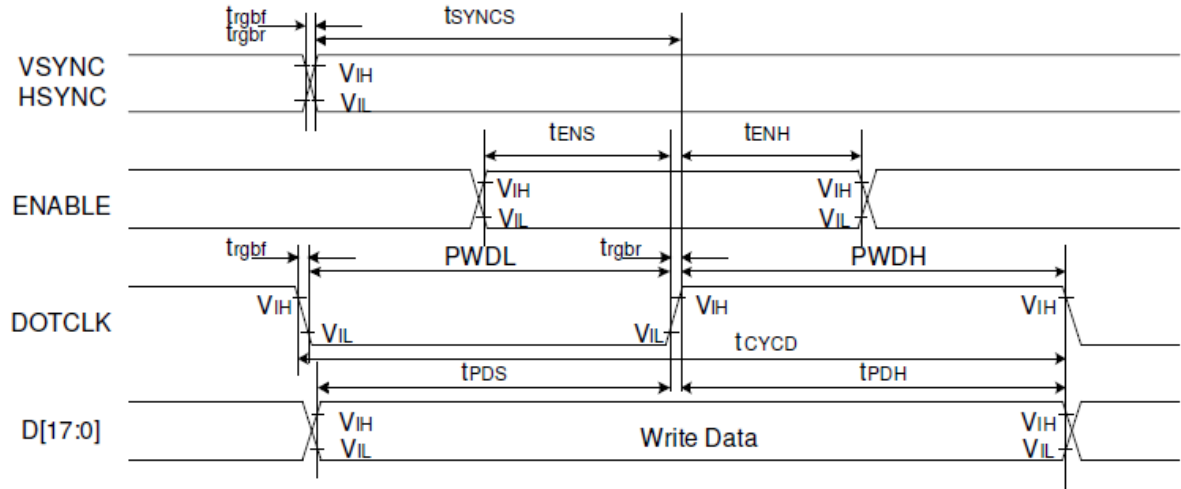 trgbf tSYNCS
trgbr
VSYNC VIH
HSYNC VIL
tENS tENH
ENABLE VIH VIH
VIL VIL
trgbf PWDL trgbr PWDH
VIH VIH VIH
DOTCLK VIL VIL
tCYCD
tPDS tPDH
D[17:0] VIH Write Data VIH
VIL VIL